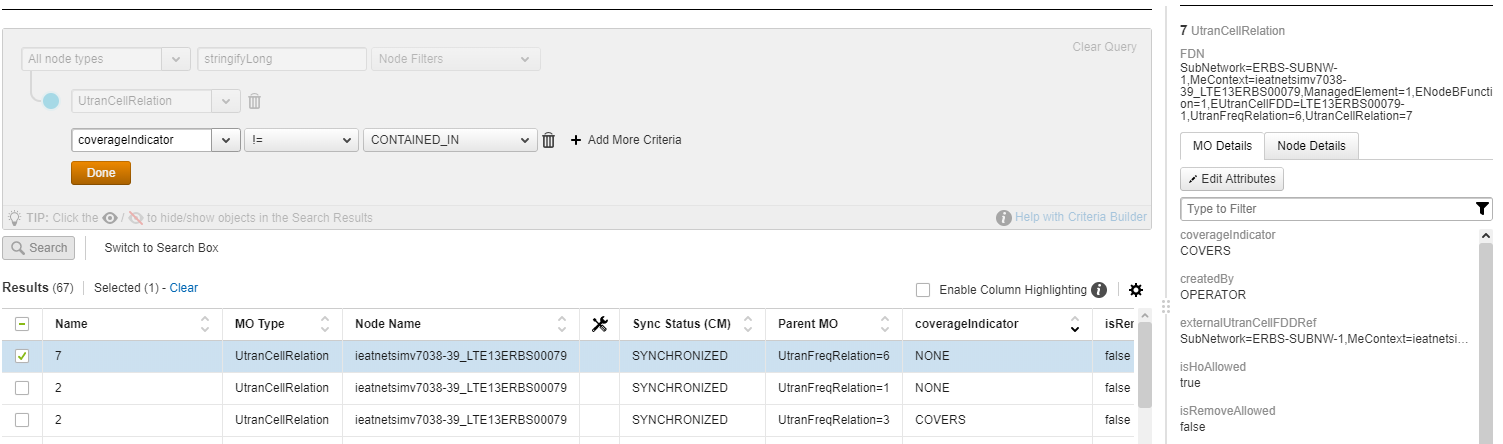 All node types stringifyLong Node Filters Clear Query
UtranCellRelation
coverageIndicator != CONTAINED_IN + Add More Criteria
Done
TIP: Click the / to hide/show objects in the Search Results Help with Criteria Builder
Search Switch to Search Box
Results (67) Selected (1) - Clear Enable Column Highlighting
Name MO Type Node Name Sync Status (CM) Parent MO coverageIndicator isRem
7 UtranCellRelation ieatnetsimv7038-39_LTE13ERBS00079 SYNCHRONIZED UtranFreqRelation=6 NONE false
2 UtranCellRelation ieatnetsimv7038-39_LTE13ERBS00079 SYNCHRONIZED UtranFreqRelation=1 NONE false
2 UtranCellRelation ieatnetsimv7038-39_LTE13ERBS00079 SYNCHRONIZED UtranFreqRelation=3 COVERS false
7 UtranCellRelation
FDN
SubNetwork=ERBS-SUBNW-
1,MeContext=ieatnetsimv7038-
39_LTE13ERBS00079,ManagedElement=1,ENodeBFuncti
on=1,EUtranCellFDD=LTE13ERBS00079-
1,UtranFreqRelation=6,UtranCellRelation=7
MO Details Node Details
Edit Attributes
Type to Filter
coverageIndicator
COVERS
createdBy
OPERATOR
externalUtranCellFDDRef
SubNetwork=ERBS-SUBNW-1,MeContext=ieatnetsi...
isHoAllowed
true
isRemoveAllowed
false